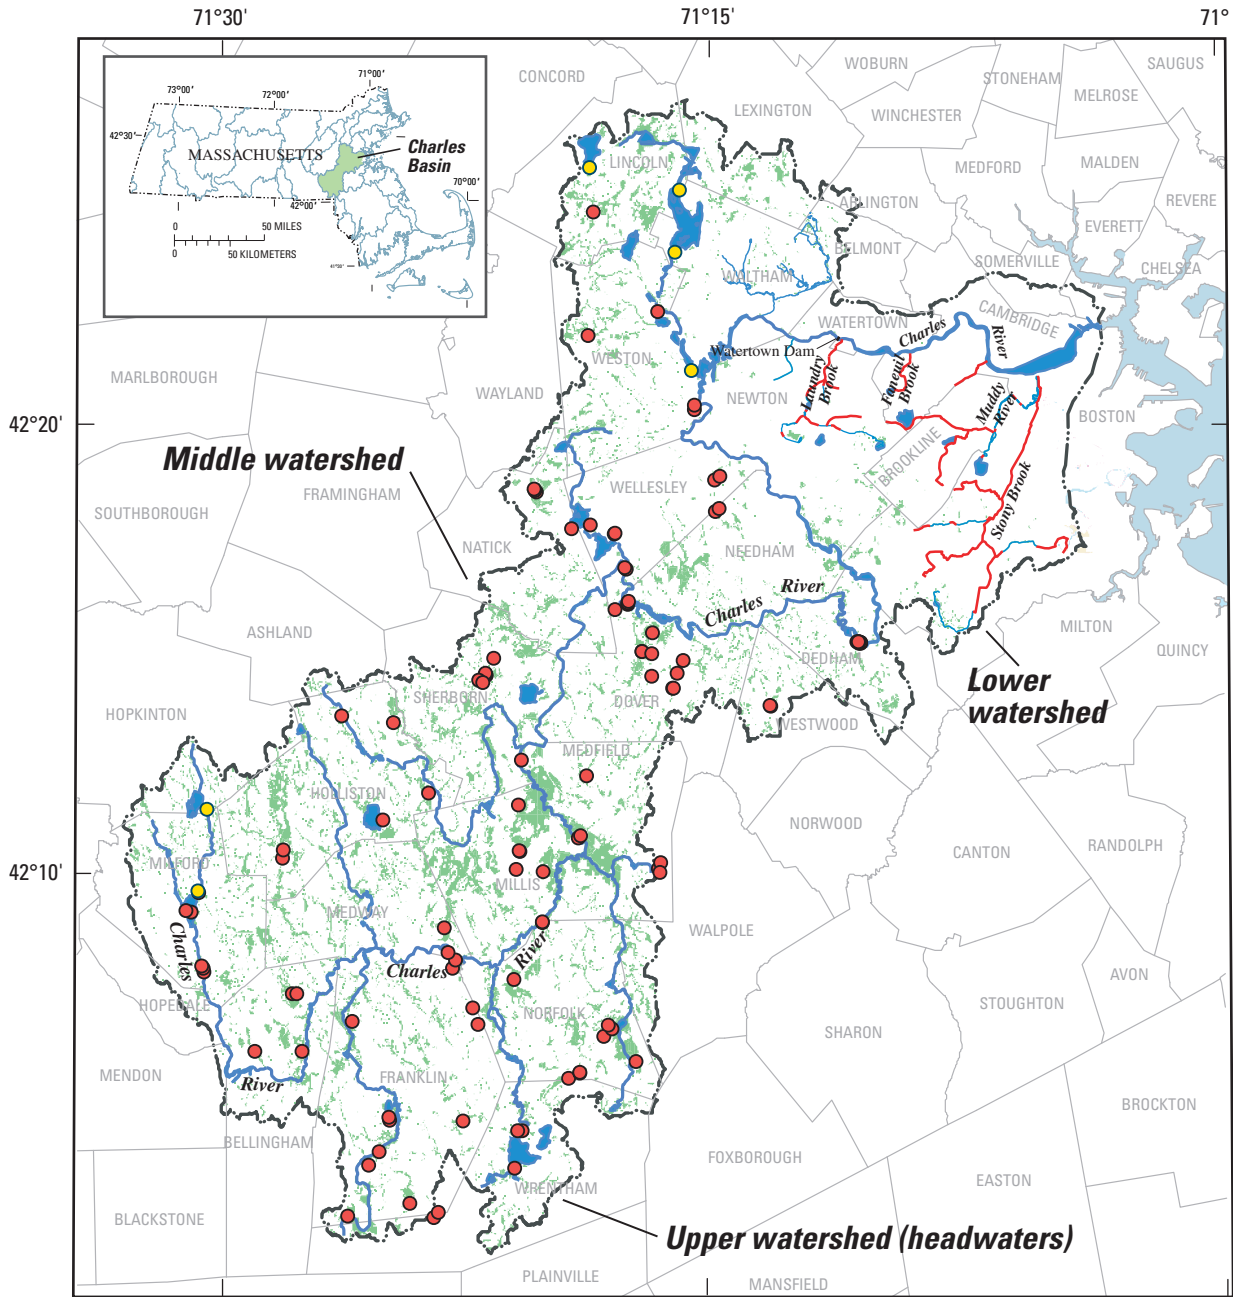 71°30'
71°15'
71°
CONCORD
WOBURN
STONEHAM
SAUGUS
MELROSE
LEXINGTON
WINCHESTER
73°00'
72°00'
71°00'
42°30'
MASSACHUSETTS
Charles
Basin
70°00'
42°00'
0
50 MILES
0
50 KILOMETERS
LINCOLN
MEDFORD
MALDEN
ARLINGTON
REVERE
EVERETT
BELMONT
SOMERVILLE
CHELSEA
WALTHAM
CAMBRIDGE
WATERTOWN
Charles
River
Watertown Dam
WESTON
MARLBOROUGH
WAYLAND
Laundry
Brook
Faneuil
Brook
NEWTON
Muddy
River
BOSTON
42°20'
Middle watershed
BROOKLINE
FRAMINGHAM
WELLESLEY
SOUTHBOROUGH
Stony Brook
NATICK
NEEDHAM
River
Charles
ASHLAND
MILTON
QUINCY
DEDHAM
Lower
watershed
SHERBORN
DOVER
HOPKINTON
WESTWOOD
MEDFIELD
HOLLISTON
NORWOOD
RANDOLPH
CANTON
MILFORD
42°10'
MILLIS
MEDWAY
WALPOLE
Charles
River
Charles
AVON
HOPEDALE
NORFOLK
STOUGHTON
SHARON
MENDON
River
FRANKLIN
BROCKTON
BELLINGHAM
FOXBOROUGH
EASTON
WRENTHAM
BLACKSTONE
Upper watershed (headwaters)
PLAINVILLE
MANSFIELD